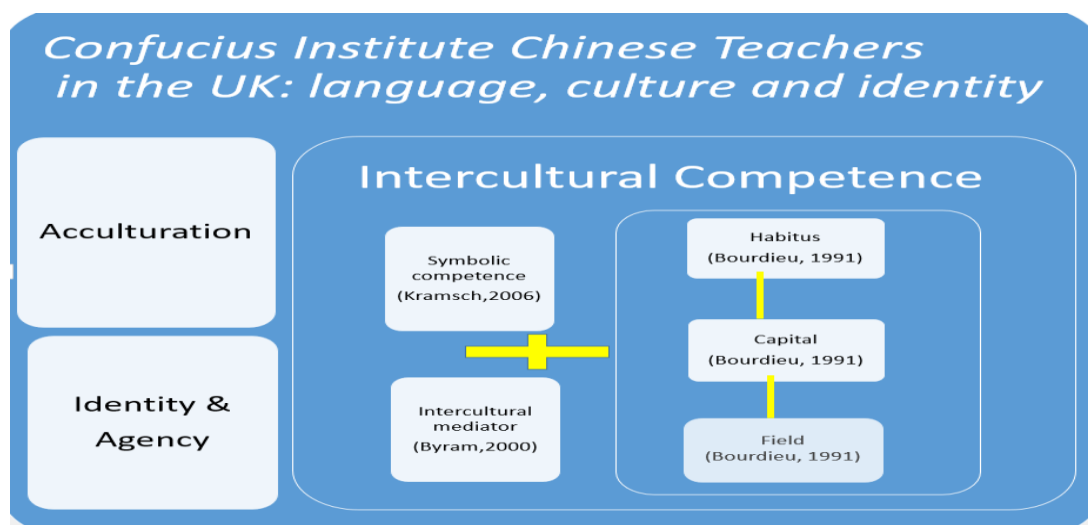 Confucius Institute Chinese Teachers
in the UK: language, culture and identity
Acculturation
Identity &
Agency
Intercultural Competence
Symbolic
competence
(Kramsch,2006)
Intercultural
mediator
(Byram,2000)
Habitus
(Bourdieu, 1991)
Capital
(Bourdieu, 1991)
Field
(Bourdieu, 1991)